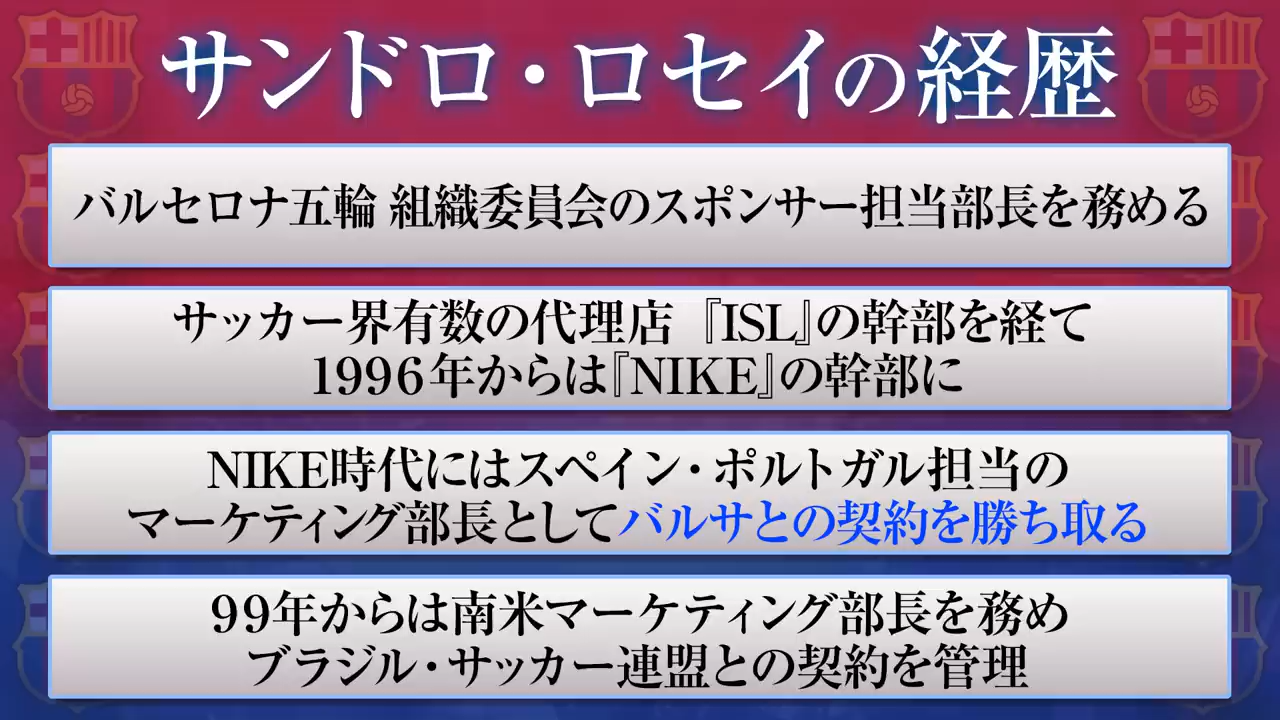 サンドロ・ロセイの経歴
バルセロナ五輪 組織委員会のスポンサー担当部長を務める
サッカー界有数の代理店『ISL』の幹部を経て
1996年からは『NIKE』の幹部に
NIKE時代にはスペイン・ポルトガル担当の
マーケティング部長としてバルサとの契約を勝ち取る
99年からは南米マーケティング部長を務め
ブラジル・サッカー連盟との契約を管理